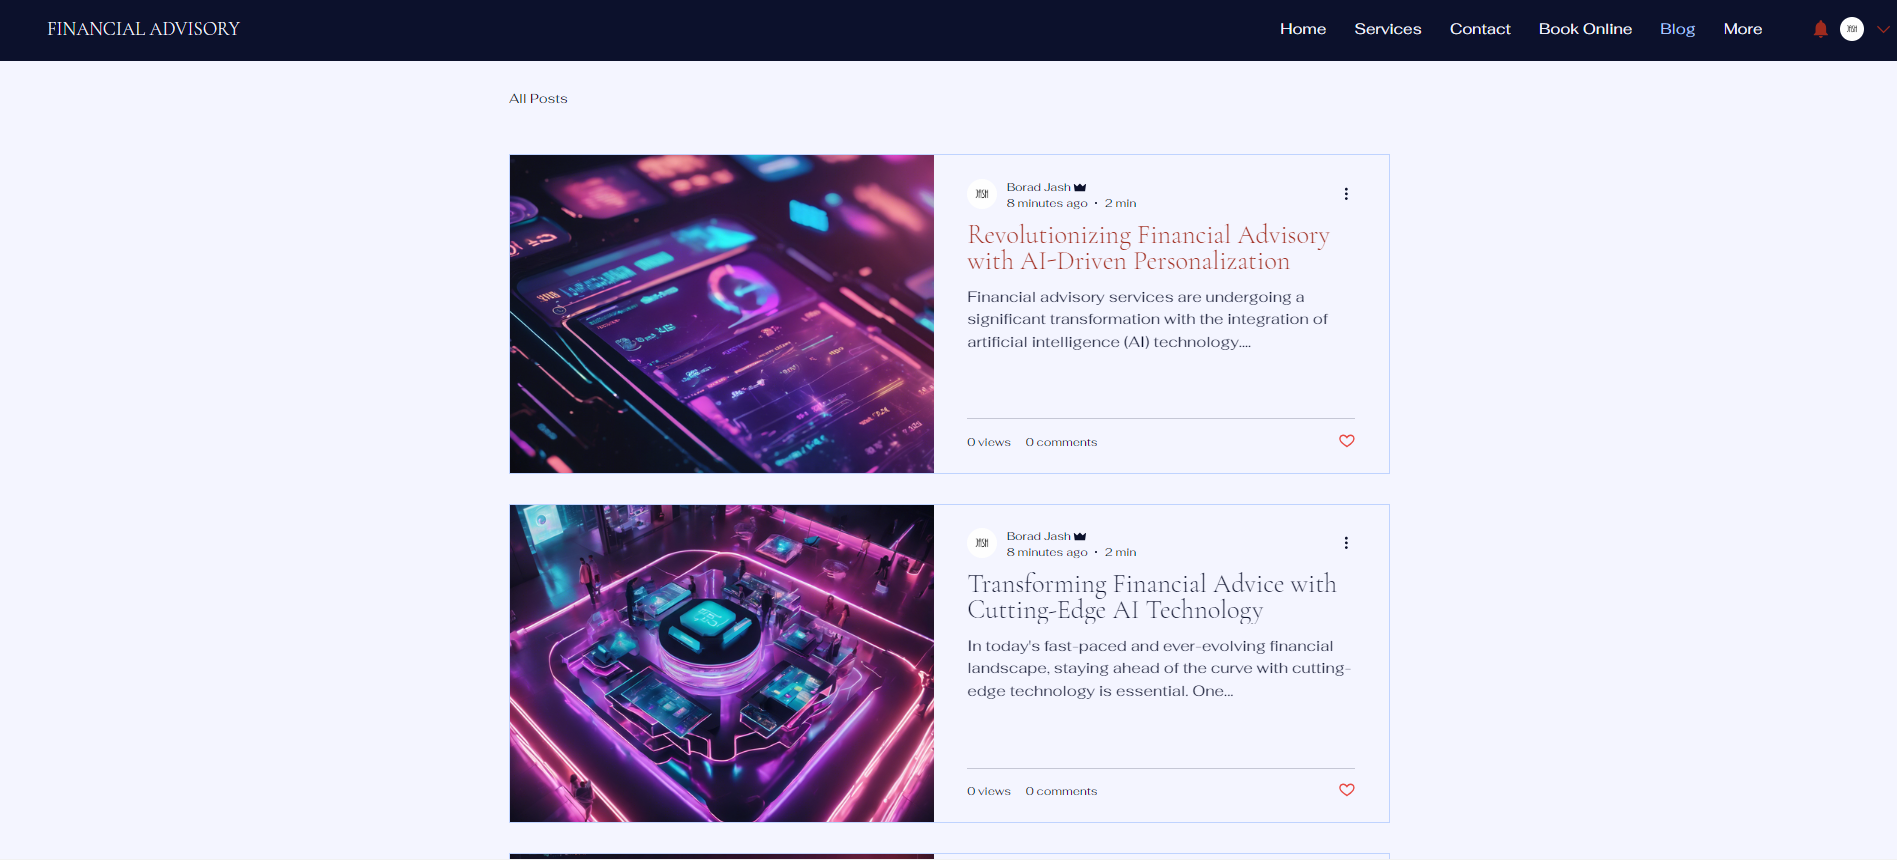 FINANCIAL ADVISORY
Home Services Contact Book Online Blog More
All Posts
JASH
Borad Jash
8 minutes ago · 2 min
Revolutionizing Financial Advisory
with AI-Driven Personalization
Financial advisory services are undergoing a
significant transformation with the integration of
artificial intelligence (AI) technology....
0 views 0 comments
JASH
Borad Jash
8 minutes ago · 2 min
Transforming Financial Advice with
Cutting-Edge AI Technology
In today's fast-paced and ever-evolving financial
landscape, staying ahead of the curve with cutting-
edge technology is essential. One...
0 views 0 comments